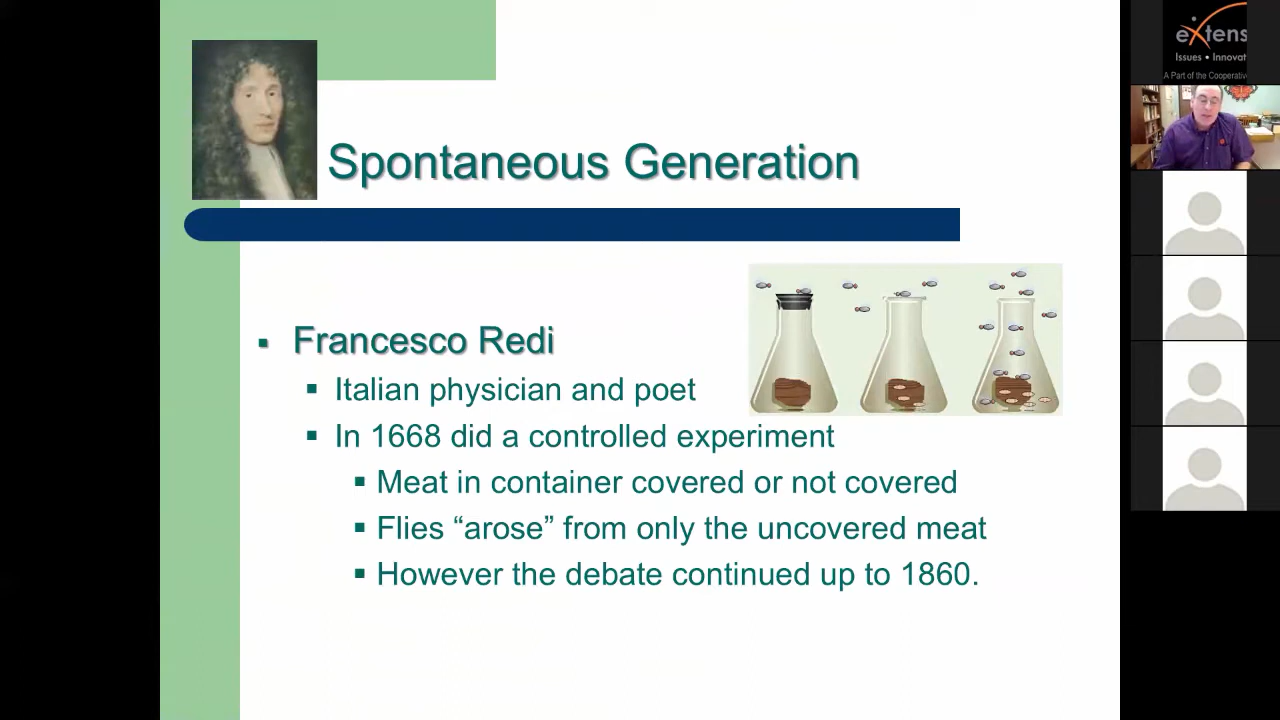 Spontaneous Generation
▪ Francesco Redi
▪ Italian physician and poet
▪ In 1668 did a controlled experiment
▪ Meat in container covered or not covered
▪ Flies “arose” from only the uncovered meat
▪ However the debate continued up to 1860.
eXtens
Issues • Innovat
A Part of the Cooperativ